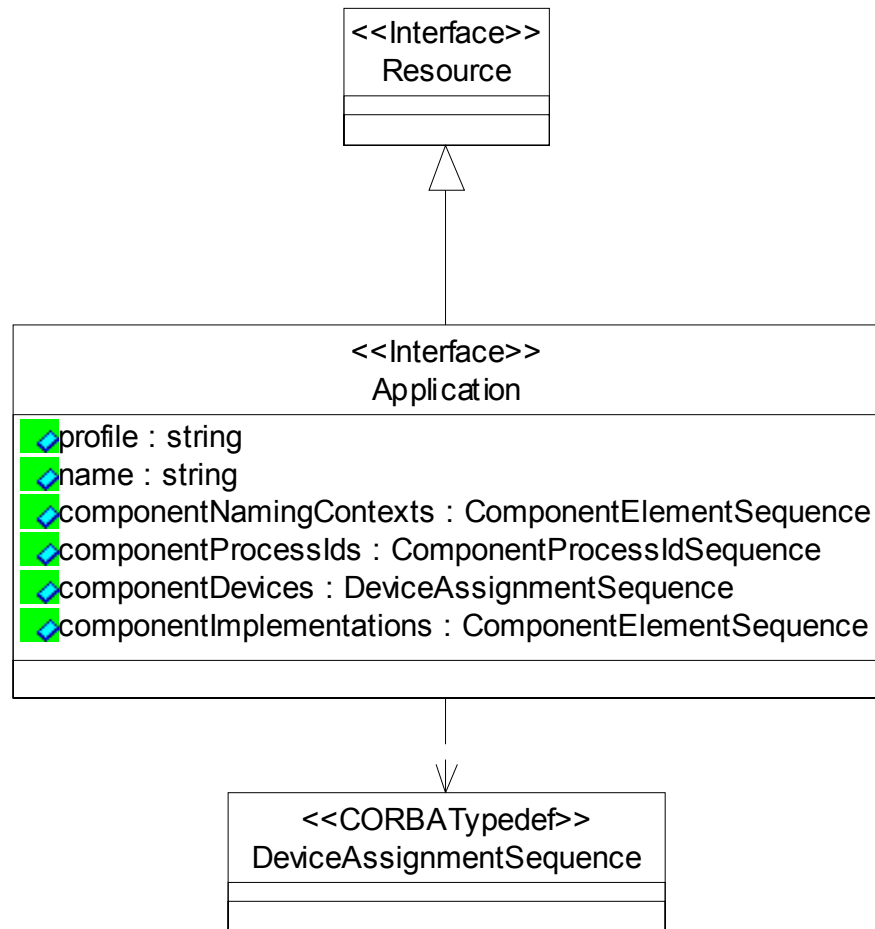 <<Interface>>
Resource
<<Interface>>
Application
profile : string
name : string
componentNamingContexts : ComponentElementSequence
componentProcessIds : ComponentProcessIdSequence
componentDevices : DeviceAssignmentSequence
componentImplementations : ComponentElementSequence
<<CORBATypedef>>
DeviceAssignmentSequence